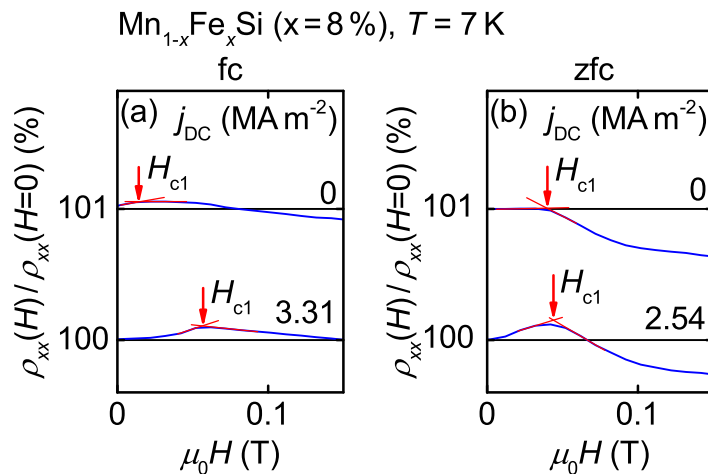 Mn1-xFexSi (x = 8 %), T = 7 K
fc
zfc
ρxx(H) / ρxx(H=0) (%)
(a) jDC (MA m-2)
Hc1
0
101
Hc1
3.31
100
0
0.1
μ0H (T)
ρxx(H) / ρxx(H=0) (%)
(b) jDC (MA m-2)
Hc1
0
101
Hc1
2.54
100
0
0.1
μ0H (T)